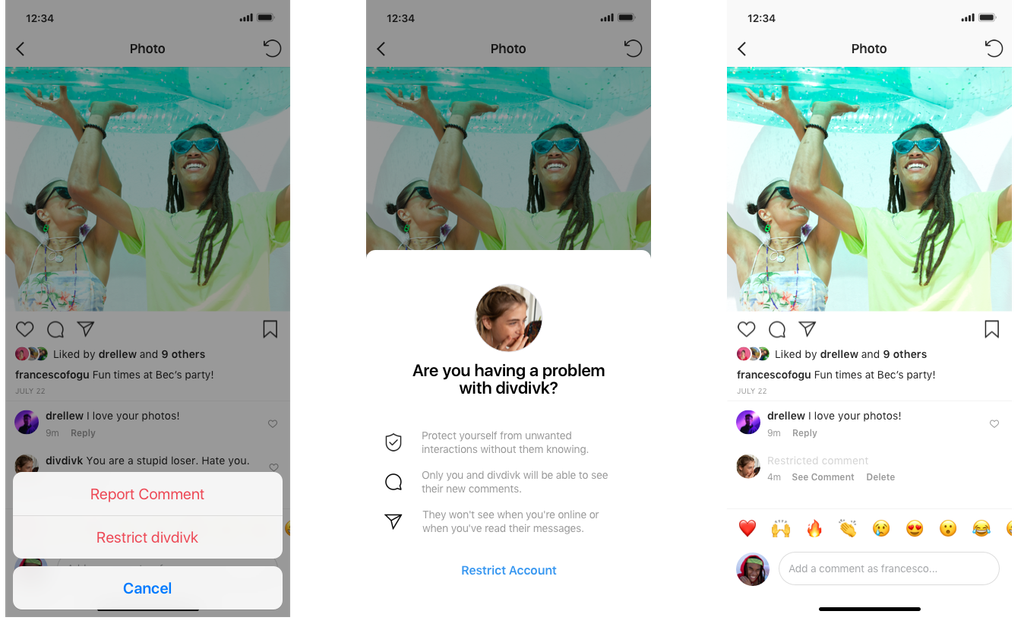 12:34
Photo
Liked by drellew and 9 others
francescofogu Fun times at Bec's party!
JULY 22
drellew I love your photos!
9m Reply
divdivk You are a stupid loser. Hate you.
Report Comment
Restrict divdivk
Cancel
12:34
Photo
Are you having a problem
with divdivk?
Protect yourself from unwanted
interactions without them knowing.
Only you and divdivk will be able to see
their new comments.
They won't see when you're online or
when you've read their messages.
Restrict Account
12:34
Photo
Liked by drellew and 9 others
francescofogu Fun times at Bec's party!
JULY 22
drellew I love your photos!
9m Reply
Restricted comment
4m See Comment Delete
Add a comment as francesco...